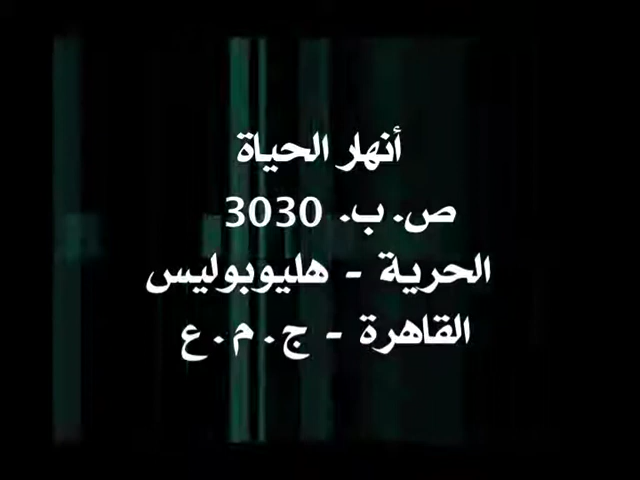 أنهار الحياة
ص. ب. 3030
الحرية - هليوبوليس
القاهرة - ج . م . ع